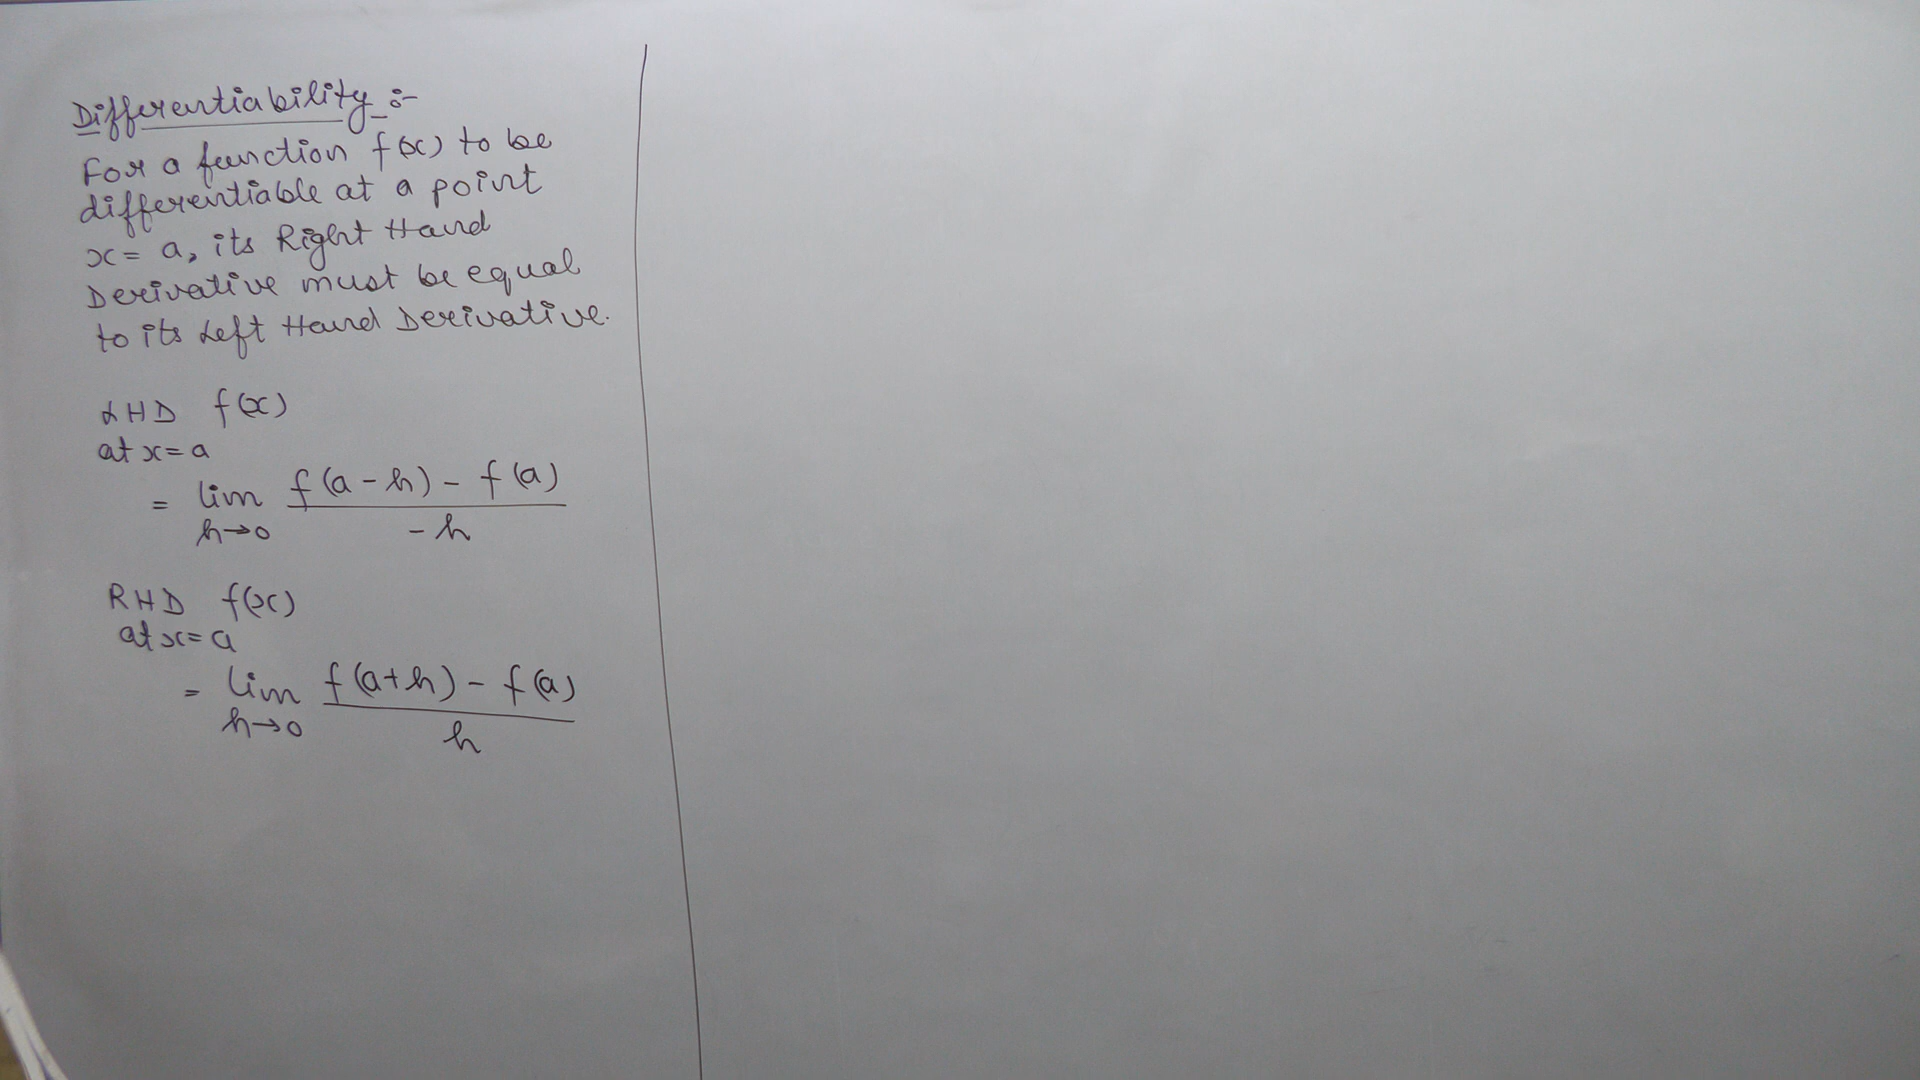 Differentiability :-
For a function f(x) to be
differentiable at a point
x = a, its Right Hand
Derivative must be equal
to its Left Hand Derivative.
LHD f(x)
at x = a
= lim f(a - h) - f(a)
h→0 - h
RHD f(x)
at x = a
= lim f(a+h) - f(a)
h→0 h